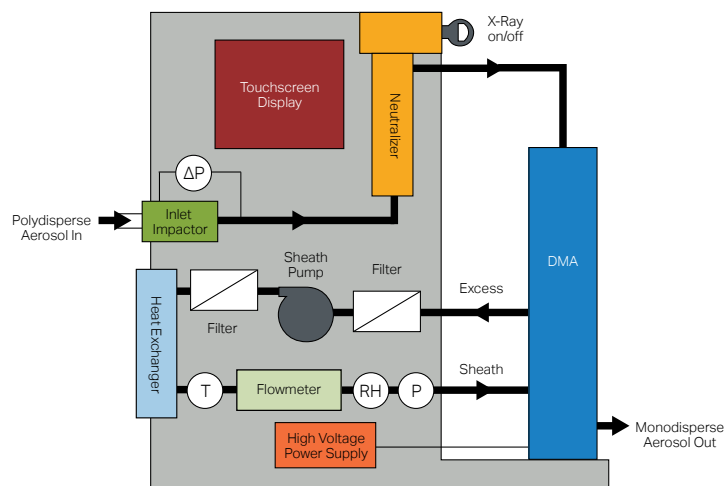 X-Ray
on/off
Touchscreen
Display
Neutralizer
ΔP
Polydisperse
Aerosol In
Inlet
Impactor
DMA
Sheath
Pump
Filter
Excess
Filter
Heat Exchanger
Sheath
T
Flowmeter
RH
P
High Voltage
Power Supply
Monodisperse
Aerosol Out